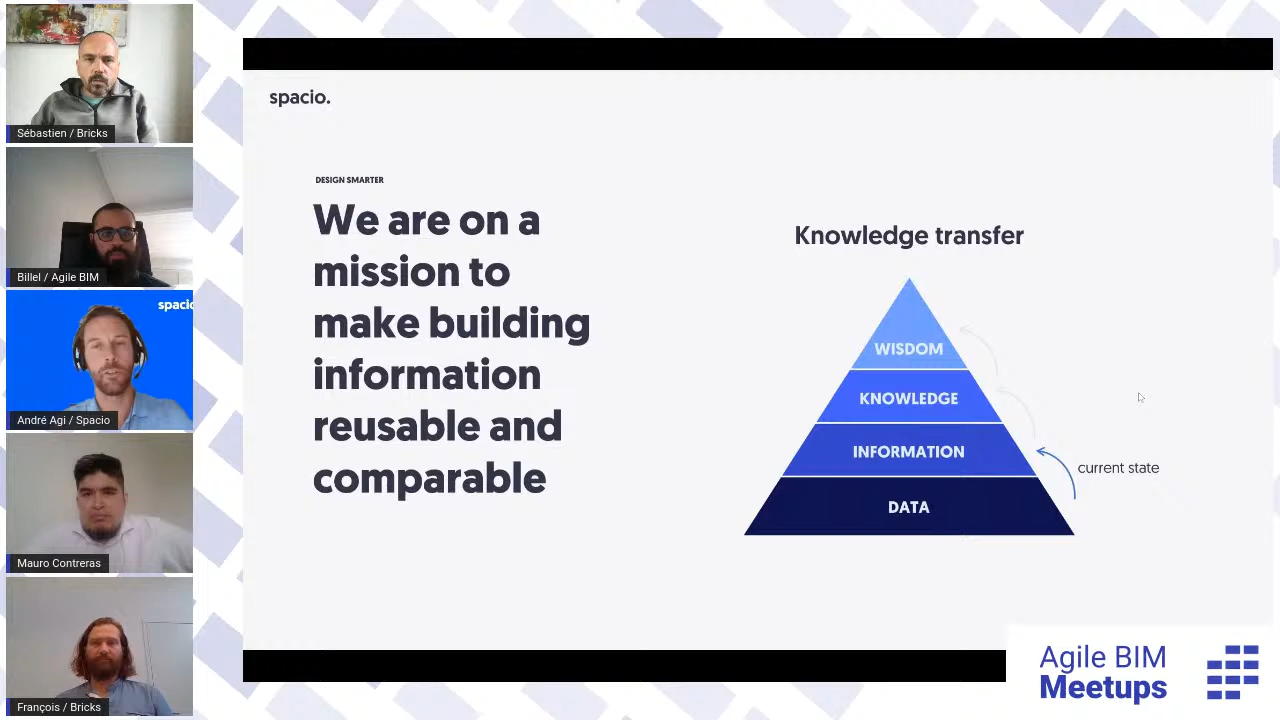 Sébastien / Bricks
Billel / Agile BIM
spacio
André Agi / Spacio
Mauro Contreras
François / Bricks
spacio.
DESIGN SMARTER
We are on a
mission to
make building
information
reusable and
comparable
Knowledge transfer
WISDOM
KNOWLEDGE
INFORMATION
current state
DATA
Agile BIM
Meetups